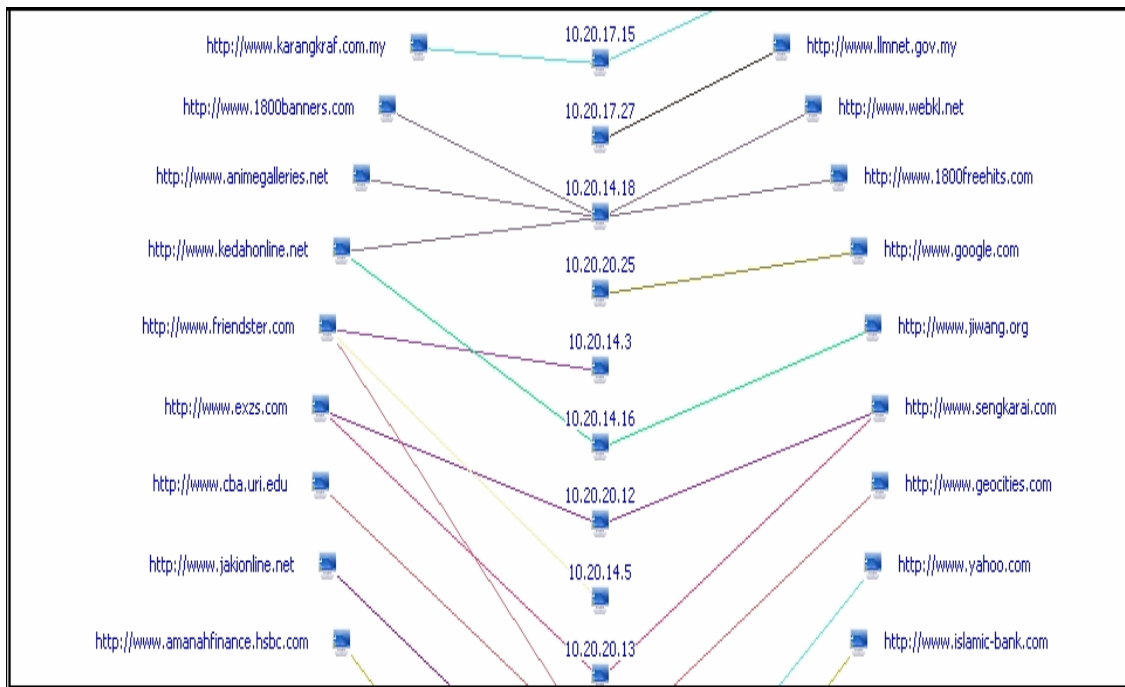 10.20.17.15
http://www.karangkraf.com.my
http://www.llmnet.gov.my
10.20.17.27
http://www.1800banners.com
http://www.webkl.net
http://www.animegalleries.net
http://www.1800freehits.com
10.20.14.18
http://www.kedahonline.net
http://www.google.com
10.20.20.25
http://www.friendster.com
http://www.jiwang.org
10.20.14.3
http://www.exzs.com
http://www.sengkarai.com
10.20.14.16
http://www.cba.uri.edu
http://www.geocities.com
10.20.20.12
http://www.jakionline.net
http://www.yahoo.com
10.20.14.5
http://www.amanahfinance.hsbc.com
http://www.islamic-bank.com
10.20.20.13